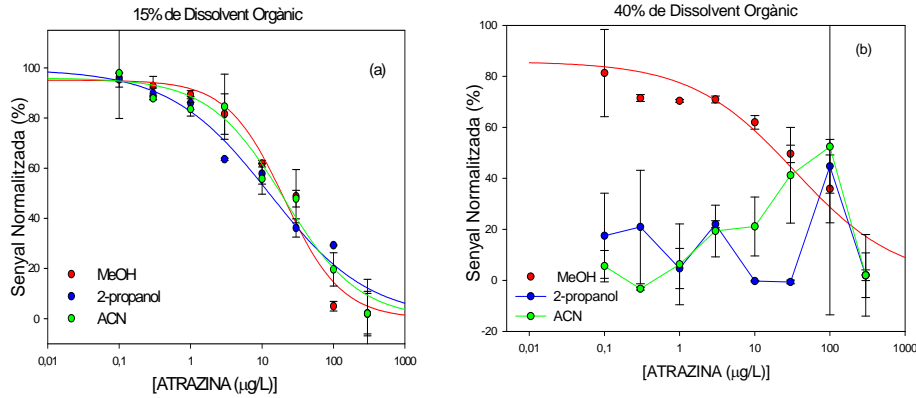 15% de Dissolvent Orgànic
Senyal Normalitzada (%)
100
80
60
40
20
0
(a)
MeOH
2-propanol
ACN
0,01 0,1 1 10 100 1000
[ATRAZINA (µg/L)]
40% de Dissolvent Orgànic
Senyal Normalitzada (%)
100
80
60
40
20
0
-20
(b)
MeOH
2-propanol
ACN
0,01 0,1 1 10 100 1000
[ATRAZINA (µg/L)]